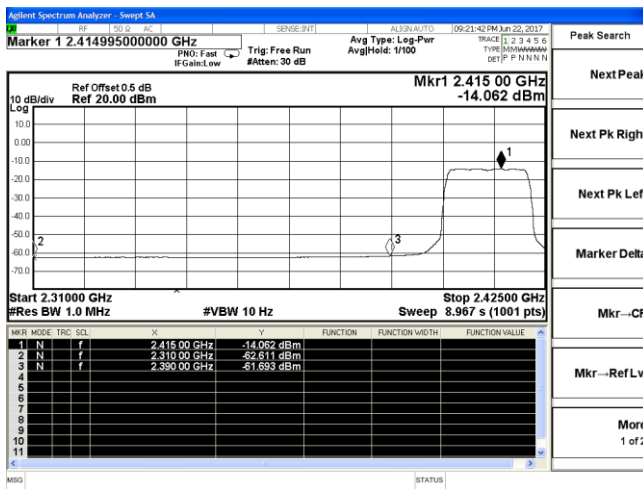 Agilent Spectrum Analyzer - Swept SA
RF 50 Ω AC SENSE:INT ALIGN AUTO 09:21:42 PM Jun 22, 2017
Marker 1 2.414995000000 GHz
PNO: Fast
IFGain:Low
Trig: Free Run
#Atten: 30 dB
Avg Type: Log-Pwr
Avg|Hold: 1/100
TRACE 1 2 3 4 5 6
TYPE
DET P P N N N N
Peak Search
Next Peak
Next Pk Righ
Next Pk Lef
Marker Delta
Mkr→CF
Mkr→Ref Lv
More
1 of 2
Ref Offset 0.5 dB
10 dB/div Ref 20.00 dBm
Log
Mkr1 2.415 00 GHz
-14.062 dBm
10.0
0.00
-10.0
-20.0
-30.0
-40.0
-50.0
-60.0
-70.0
1
2
3
Start 2.31000 GHz Stop 2.42500 GHz
#Res BW 1.0 MHz #VBW 10 Hz Sweep 8.967 s (1001 pts)
MKR MODE TRC SCL X Y FUNCTION FUNCTION WIDTH FUNCTION VALUE
1 N f 2.415 00 GHz -14.062 dBm
2 N f 2.310 00 GHz -62.611 dBm
3 N f 2.390 00 GHz -61.693 dBm
4
5
6
7
8
9
10
11
MSG STATUS